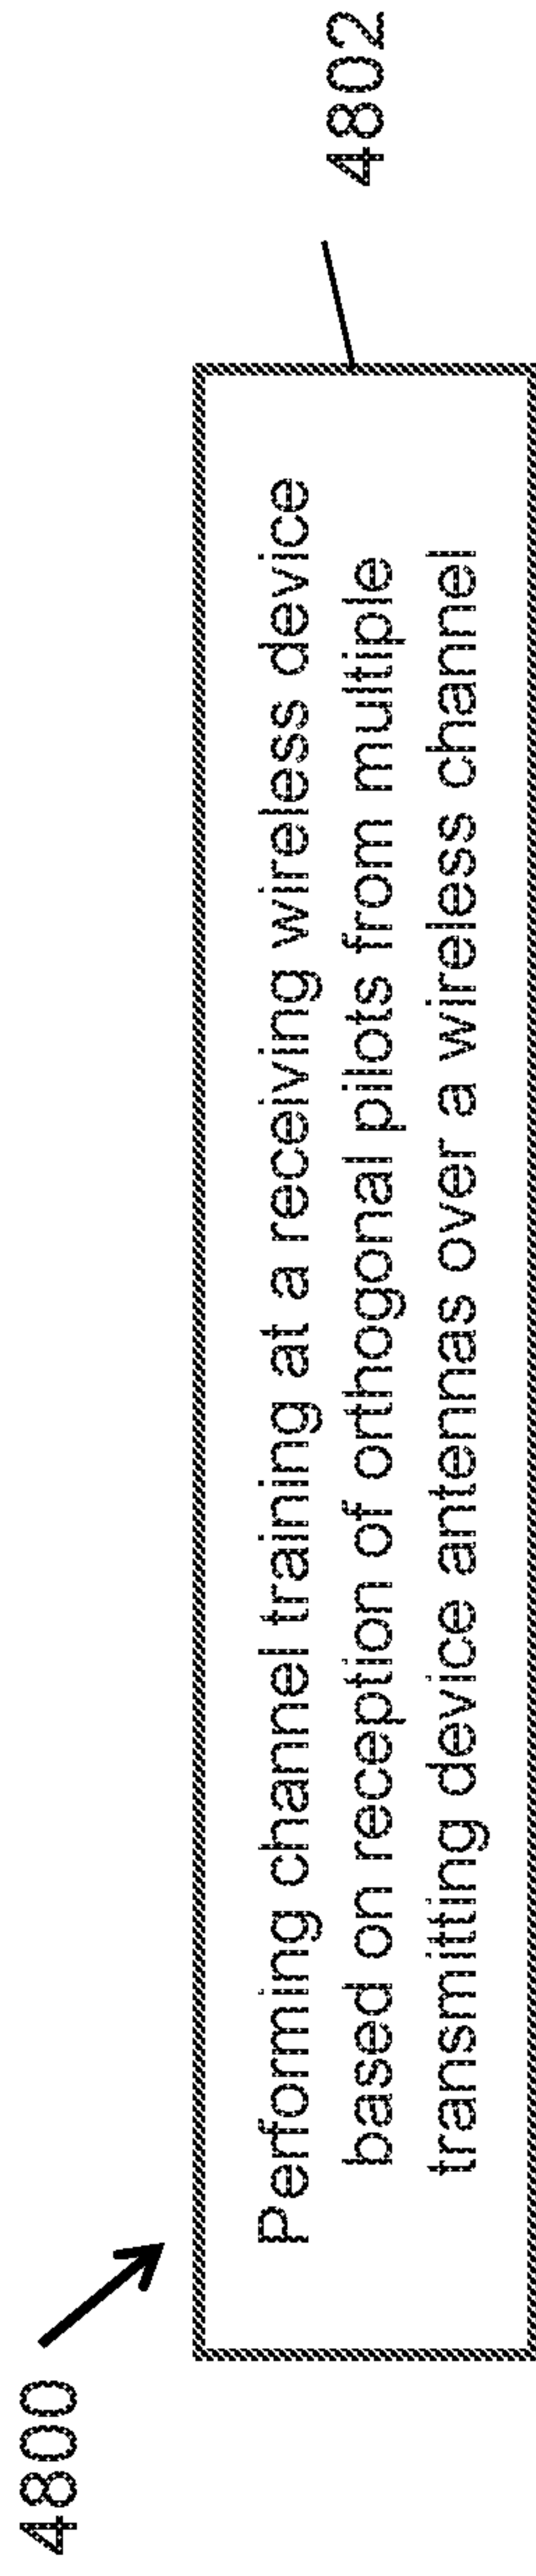 4800
4802
Performing channel training at a receiving wireless device
based on reception of orthogonal pilots from multiple
transmitting device antennas over a wireless channel